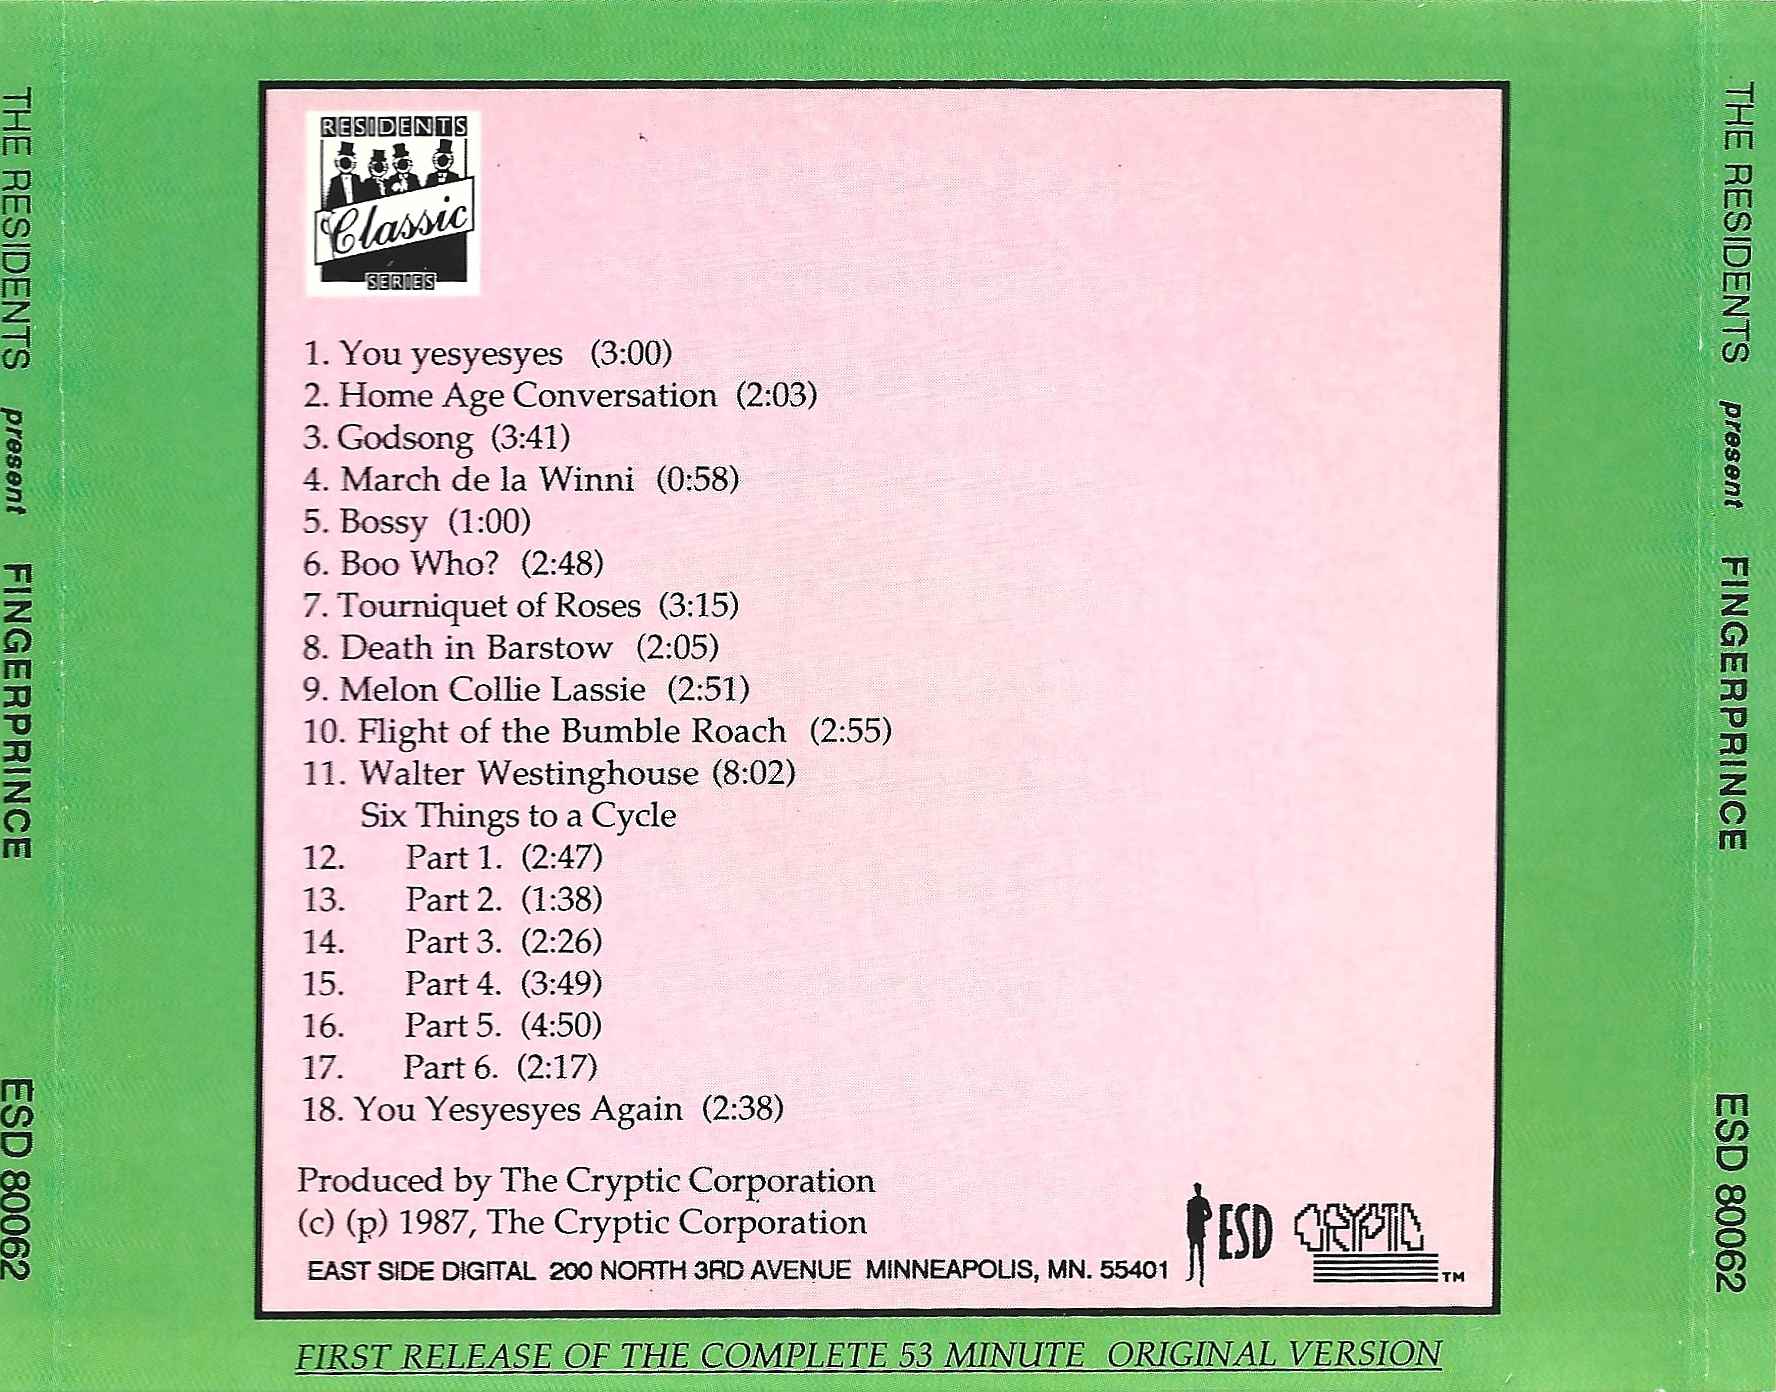 THE RESIDENTS present FINGERPRINCE ESD 80062
RESIDENTS
Classic
SERIES
1. You yesyesyes (3:00)
2. Home Age Conversation (2:03)
3. Godsong (3:41)
4. March de la Winni (0:58)
5. Bossy (1:00)
6. Boo Who? (2:48)
7. Tourniquet of Roses (3:15)
8. Death in Barstow (2:05)
9. Melon Collie Lassie (2:51)
10. Flight of the Bumble Roach (2:55)
11. Walter Westinghouse (8:02)
Six Things to a Cycle
12. Part 1. (2:47)
13. Part 2. (1:38)
14. Part 3. (2:26)
15. Part 4. (3:49)
16. Part 5. (4:50)
17. Part 6. (2:17)
18. You Yesyesyes Again (2:38)
Produced by The Cryptic Corporation
(c) (p) 1987, The Cryptic Corporation
EAST SIDE DIGITAL 200 NORTH 3RD AVENUE MINNEAPOLIS, MN. 55401
ESD
CRYPTIC TM
FIRST RELEASE OF THE COMPLETE 53 MINUTE ORIGINAL VERSION
THE RESIDENTS present FINGERPRINCE ESD 80062